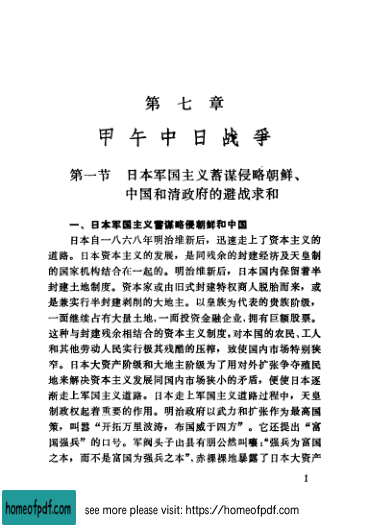 第七章
甲午中日战争
第一节 日本军国主义蓄谋侵略朝鲜、
中国和清政府的避战求和
一、日本军国主义蓄谋侵略朝鲜和中国
日本自一八六八年明治维新后，迅速走上了资本主义的
道路。日本资本主义的发展，是同残余的封建经济及天皇制
的国家机构结合在一起的。明治维新后，日本国内保留着半
封建土地制度。资本家或由旧式封建特权商人脱胎而来，或
是兼实行半封建剥削的大地主。以皇族为代表的贵族阶级，
一面继续占有大量土地，一面投资金融企业，拥有巨额股票。
这种与封建残余相结合的资本主义制度，对本国的农民、工人
和其他劳动人民实行极其残酷的压榨，致使国内市场特别狭
窄。日本大资产阶级和大地主阶级为了用对外扩张争夺殖民
地来解决资本主义发展同国内市场狭小的矛盾，便使日本逐
渐走上军国主义道路。日本走上军国主义道路过程中，天皇
制政权起着重要的作用。明治政府以武力和扩张作为最高国
策，叫嚣“开拓万里波涛，布国威于四方”。它还提出“富
国强兵”的口号。军阀头子山县有朋公然叫嚷：“强兵为富国
之本，而不是富国为强兵之本”，赤裸裸地暴露了日本大资产
1
homeofpdf.com
see more please visit: https://homeofpdf.com